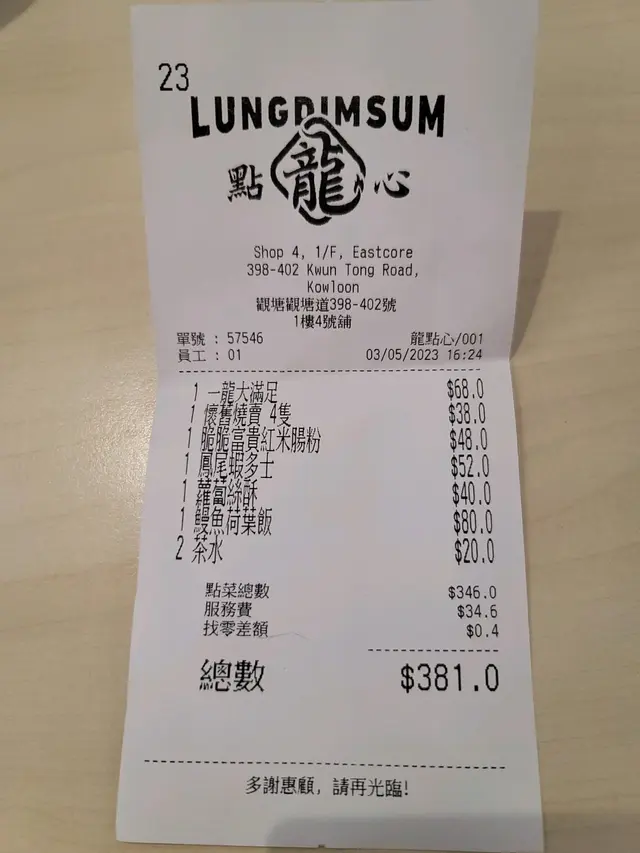 23
LUNGDIMSUM
點 龍 心
Shop 4, 1/F, Eastcore
398-402 Kwun Tong Road,
Kowloon
觀塘觀塘道398-402號
1樓4號舖
單號 : 57546 龍點心/001
員工 : 01 03/05/2023 16:24
1 一龍大滿足 $68.0
1 懷舊燒賣 4隻 $38.0
1 脆脆富貴紅米腸粉 $48.0
1 鳳尾蝦多士 $52.0
1 蘿蔔絲酥 $40.0
1 鰻魚荷葉飯 $80.0
2 茶水 $20.0
點菜總數 $346.0
服務費 $34.6
找零差額 $0.4
總數 $381.0
多謝惠顧, 請再光臨!